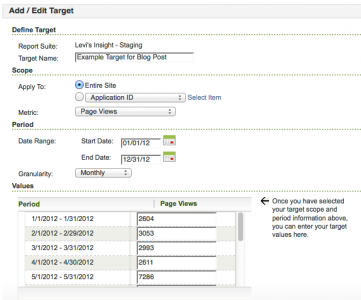 Add / Edit Target
Define Target
Report Suite: Levi's Insight - Staging
Target Name: Example Target for Blog Post
Scope
Apply To: Entire Site
Application ID Select Item
Metric: Page Views
Period
Date Range: Start Date: 01/01/12
End Date: 12/31/12
Granularity: Monthly
Values
Period Page Views
1/1/2012 - 1/31/2012 2604
2/1/2012 - 2/29/2012 3053
3/1/2012 - 3/31/2012 2993
4/1/2012 - 4/30/2012 2611
5/1/2012 - 5/31/2012 7286
Once you have selected
your target scope and
period information above,
you can enter your target
values here.